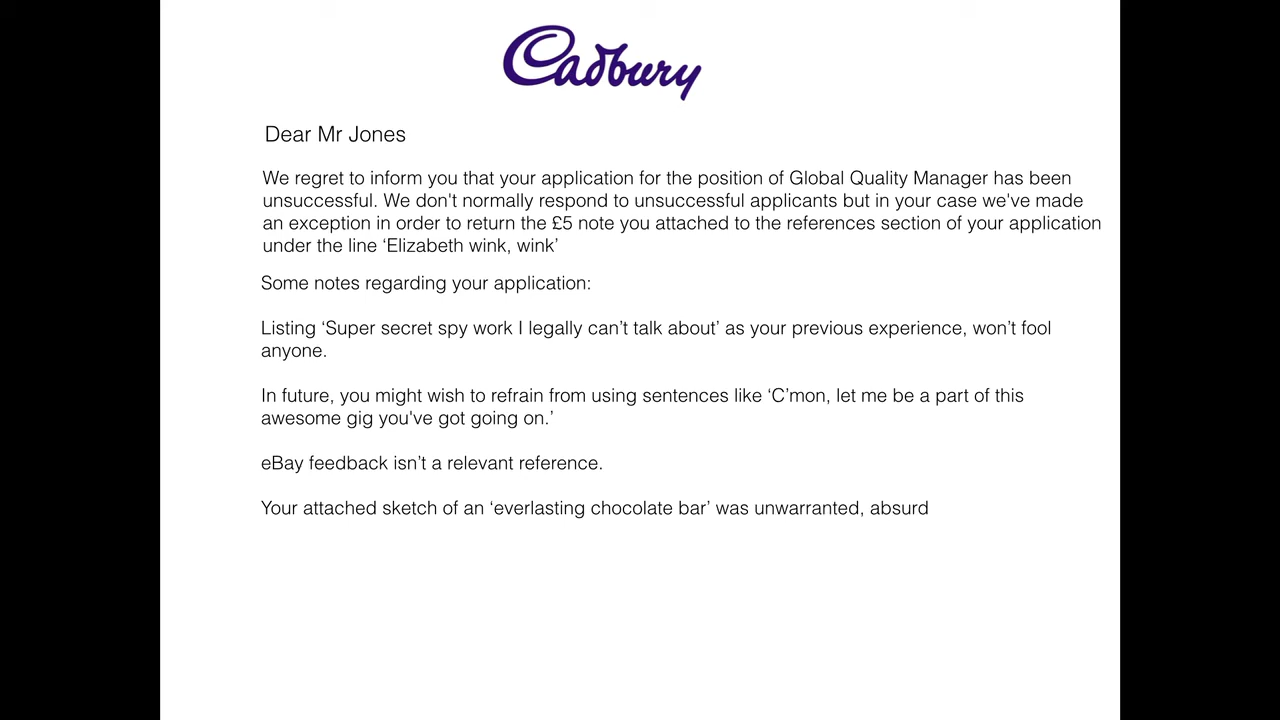 Cadbury
Dear Mr Jones
We regret to inform you that your application for the position of Global Quality Manager has been
unsuccessful. We don't normally respond to unsuccessful applicants but in your case we've made
an exception in order to return the £5 note you attached to the references section of your application
under the line ‘Elizabeth wink, wink’
Some notes regarding your application:
Listing ‘Super secret spy work I legally can’t talk about’ as your previous experience, won’t fool
anyone.
In future, you might wish to refrain from using sentences like ‘C’mon, let me be a part of this
awesome gig you've got going on.’
eBay feedback isn’t a relevant reference.
Your attached sketch of an ‘everlasting chocolate bar’ was unwarranted, absurd